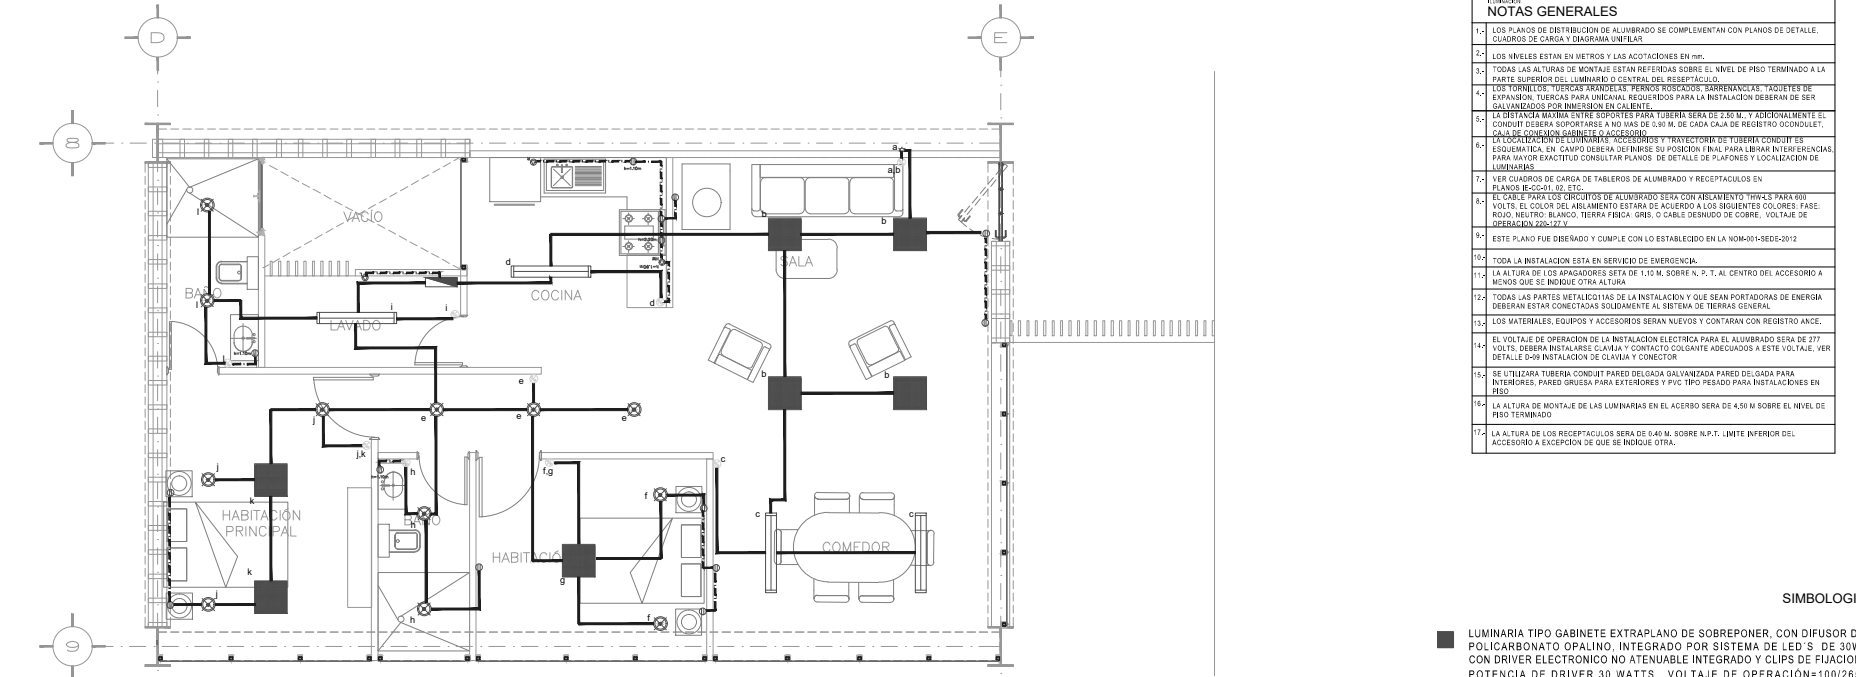 D
E
8
9
VACÍO
BAÑO
LAVADO
COCINA
SALA
HABITACIÓN
PRINCIPAL
BAÑO
COMEDOR
a
a,b
b
b
b
b
d
d
i
i
e
e
e
e
j
j,k
j
k
k
j
h
h
h
f,g
f
g
f
c
c
c
NOTAS GENERALES
1.- LOS PLANOS DE DISTRIBUCION DE ALUMBRADO SE COMPLEMENTAN CON PLANOS DE DETALLE,
CUADROS DE CARGA Y DIAGRAMA UNIFILAR
2.- LOS NIVELES ESTAN EN METROS Y LAS ACOTACIONES EN mm.
3.- TODAS LAS ALTURAS DE MONTAJE ESTAN REFERIDAS SOBRE EL NIVEL DE PISO TERMINADO A LA
PARTE SUPERIOR DEL LUMINARIO O CENTRAL DEL RESEPTÁCULO.
4.- LOS TORNILLOS, TUERCAS ARANDELAS, PERNOS ROSCADOS, BARRENANCLAS, TAQUETES DE
EXPANSION, TUERCAS PARA UNICANAL REQUERIDOS PARA LA INSTALACION DEBERAN DE SER
GALVANIZADOS POR INMERSION EN CALIENTE.
5.- LA DISTANCIA MAXIMA ENTRE SOPORTES PARA TUBERIA SERA DE 2.50 M., Y ADICIONALMENTE EL
CONDUIT DEBERA SOPORTARSE A NO MAS DE 0.90 M. DE CADA CAJA DE REGISTRO OCONDULET,
CAJA DE CONEXION GABINETE O ACCESORIO
6.- LA LOCALIZACION DE LUMINARIAS, ACCESORIOS Y TRAYECTORIA DE TUBERIA CONDUIT ES
ESQUEMATICA, EN CAMPO DEBERA DEFINIRSE SU POSICION FINAL PARA LIBRAR INTERFERENCIAS,
PARA MAYOR EXACTITUD CONSULTAR PLANOS DE DETALLE DE PLAFONES Y LOCALIZACION DE
LUMINARIAS
7.- VER CUADROS DE CARGA DE TABLEROS DE ALUMBRADO Y RECEPTACULOS EN
PLANOS IE-CC-01, 02, ETC.
8.- EL CABLE PARA LOS CIRCUITOS DE ALUMBRADO SERA CON AISLAMIENTO THW-LS PARA 600
VOLTS, EL COLOR DEL AISLAMIENTO ESTARA DE ACUERDO A LOS SIGUIENTES COLORES: FASE:
ROJO, NEUTRO: BLANCO, TIERRA FISICA: GRIS, O CABLE DESNUDO DE COBRE, VOLTAJE DE
OPERACION 220-127 V
9.- ESTE PLANO FUE DISEÑADO Y CUMPLE CON LO ESTABLECIDO EN LA NOM-001-SEDE-2012
10.- TODA LA INSTALACION ESTA EN SERVICIO DE EMERGENCIA.
11.- LA ALTURA DE LOS APAGADORES SETA DE 1.10 M. SOBRE N. P. T. AL CENTRO DEL ACCESORIO A
MENOS QUE SE INDIQUE OTRA ALTURA
12.- TODAS LAS PARTES METALICQ11AS DE LA INSTALACION Y QUE SEAN PORTADORAS DE ENERGIA
DEBERAN ESTAR CONECTADAS SOLIDAMENTE AL SISTEMA DE TIERRAS GENERAL
13.- LOS MATERIALES, EQUIPOS Y ACCESORIOS SERAN NUEVOS Y CONTARAN CON REGISTRO ANCE.
14.- EL VOLTAJE DE OPERACION DE LA INSTALACION ELECTRICA PARA EL ALUMBRADO SERA DE 277
VOLTS, DEBERA INSTALARSE CLAVIJA Y CONTACTO COLGANTE ADECUADOS A ESTE VOLTAJE, VER
DETALLE D-09 INSTALACION DE CLAVIJA Y CONECTOR
15.- SE UTILIZARA TUBERIA CONDUIT PARED DELGADA GALVANIZADA PARED DELGADA PARA
INTERIORES, PARED GRUESA PARA EXTERIORES Y PVC TIPO PESADO PARA INSTALACIONES EN
PISO
16.- LA ALTURA DE MONTAJE DE LAS LUMINARIAS EN EL ACERBO SERA DE 4,50 M SOBRE EL NIVEL DE
PISO TERMINADO
17.- LA ALTURA DE LOS RECEPTACULOS SERA DE 0.40 M. SOBRE N.P.T. LIMITE INFERIOR DEL
ACCESORIO A EXCEPCION DE QUE SE INDIQUE OTRA.
SIMBOLOGI
LUMINARIA TIPO GABINETE EXTRAPLANO DE SOBREPONER, CON DIFUSOR D
POLICARBONATO OPALINO, INTEGRADO POR SISTEMA DE LED´S DE 30W
CON DRIVER ELECTRONICO NO ATENUABLE INTEGRADO Y CLIPS DE FIJACION
POTENCIA DE DRIVER 30 WATTS, VOLTAJE DE OPERACIÓN=100/26